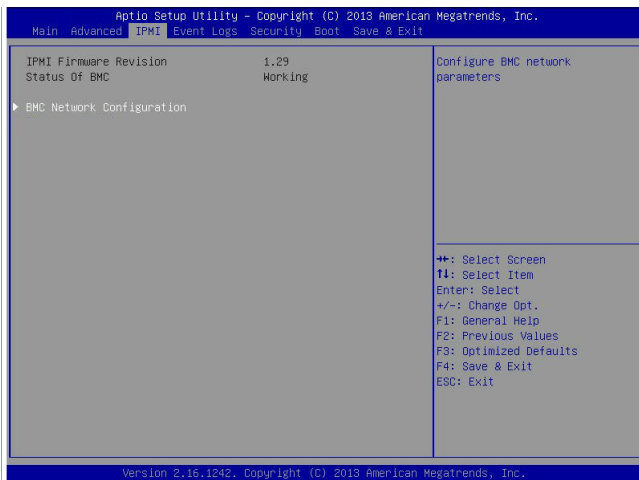 Aptio Setup Utility – Copyright (C) 2013 American Megatrends, Inc.
Main Advanced IPMI Event Logs Security Boot Save & Exit
IPMI Firmware Revision 1.29
Status Of BMC Working
▶ BMC Network Configuration
Configure BMC network
parameters
→←: Select Screen
↑↓: Select Item
Enter: Select
+/-: Change Opt.
F1: General Help
F2: Previous Values
F3: Optimized Defaults
F4: Save & Exit
ESC: Exit
Version 2.16.1242. Copyright (C) 2013 American Megatrends, Inc.